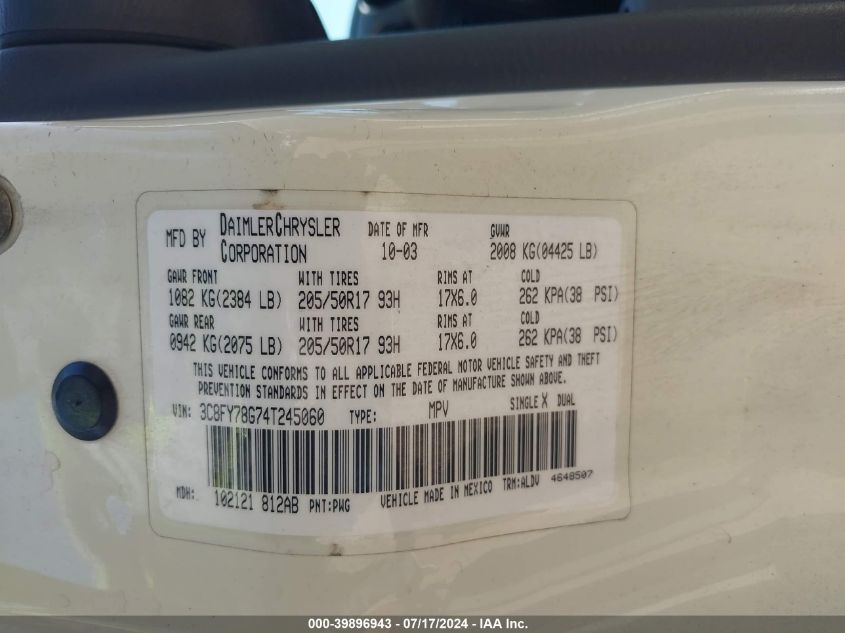 MFD BY DAIMLERCHRYSLER CORPORATION DATE OF MFR 10-03 GVWR 2008 KG(04425 LB)
GAWR FRONT WITH TIRES RIMS AT COLD
1082 KG(2384 LB) 205/50R17 93H 17X6.0 262 KPA(38 PSI)
GAWR REAR WITH TIRES RIMS AT COLD
0942 KG(2075 LB) 205/50R17 93H 17X6.0 262 KPA(38 PSI)
THIS VEHICLE CONFORMS TO ALL APPLICABLE FEDERAL MOTOR VEHICLE SAFETY AND THEFT
PREVENTION STANDARDS IN EFFECT ON THE DATE OF MANUFACTURE SHOWN ABOVE.
VIN: 3C8FY78G74T245060 TYPE: MPV SINGLE X DUAL
MDH: 102121 812AB PNT:PWG VEHICLE MADE IN MEXICO TRM:ALDV 4648507
000-39896943 - 07/17/2024 - IAA Inc.